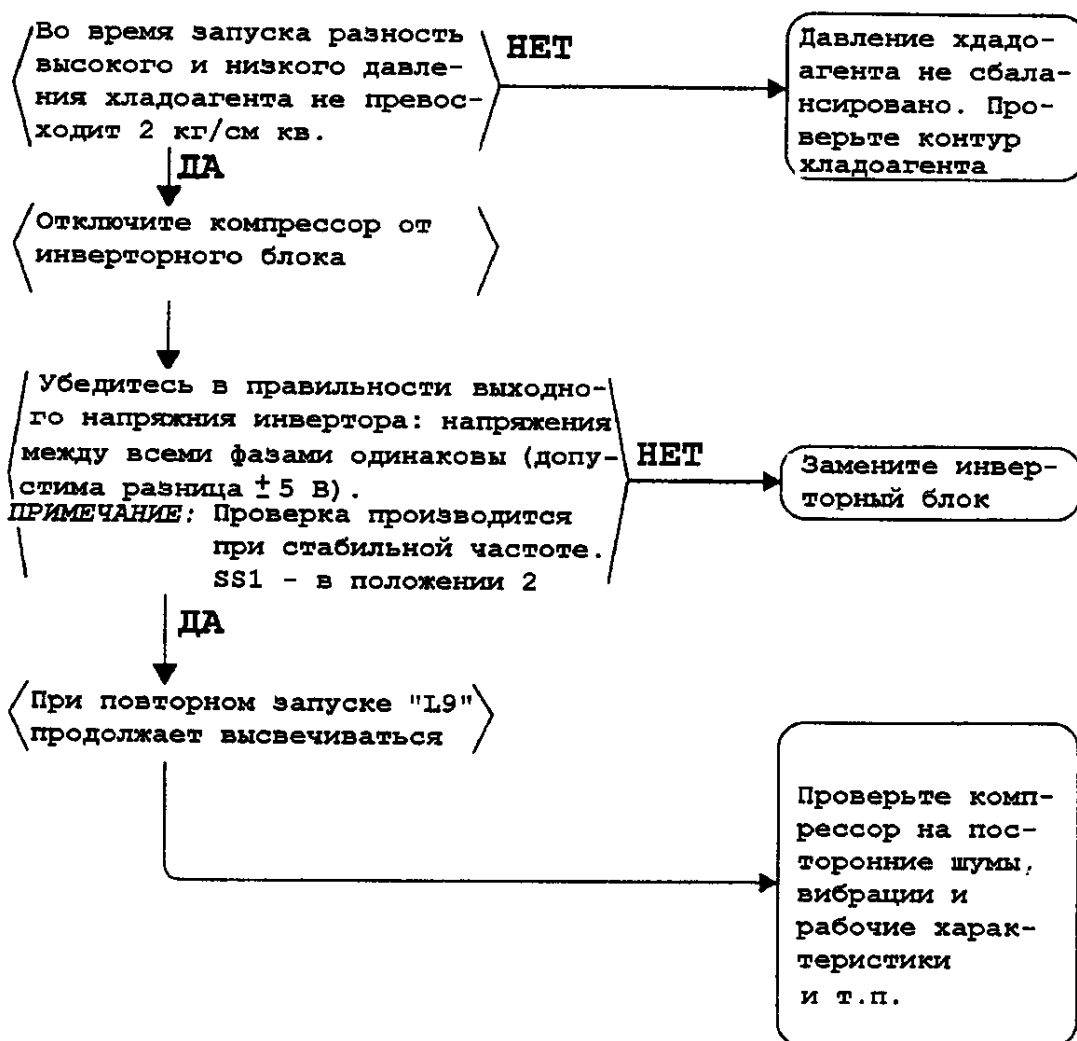 Во время запуска разность
высокого и низкого давле-
ния хладоагента не превос-
ходит 2 кг/см кв.
НЕТ
Давление хдадо-
агента не сбала-
нсировано. Про-
верьте контур
хладоагента
ДА
Отключите компрессор от
инверторного блока
Убедитесь в правильности выходно-
го напряжния инвертора: напряжения
между всеми фазами одинаковы (допу-
стима разница ± 5 В).
ПРИМЕЧАНИЕ: Проверка производится
при стабильной частоте.
SS1 - в положении 2
НЕТ
Замените инвер-
торный блок
ДА
При повторном запуске "L9"
продолжает высвечиваться
Проверьте комп-
рессор на пос-
торонние шумы,
вибрации и
рабочие харак-
теристики
и т.п.